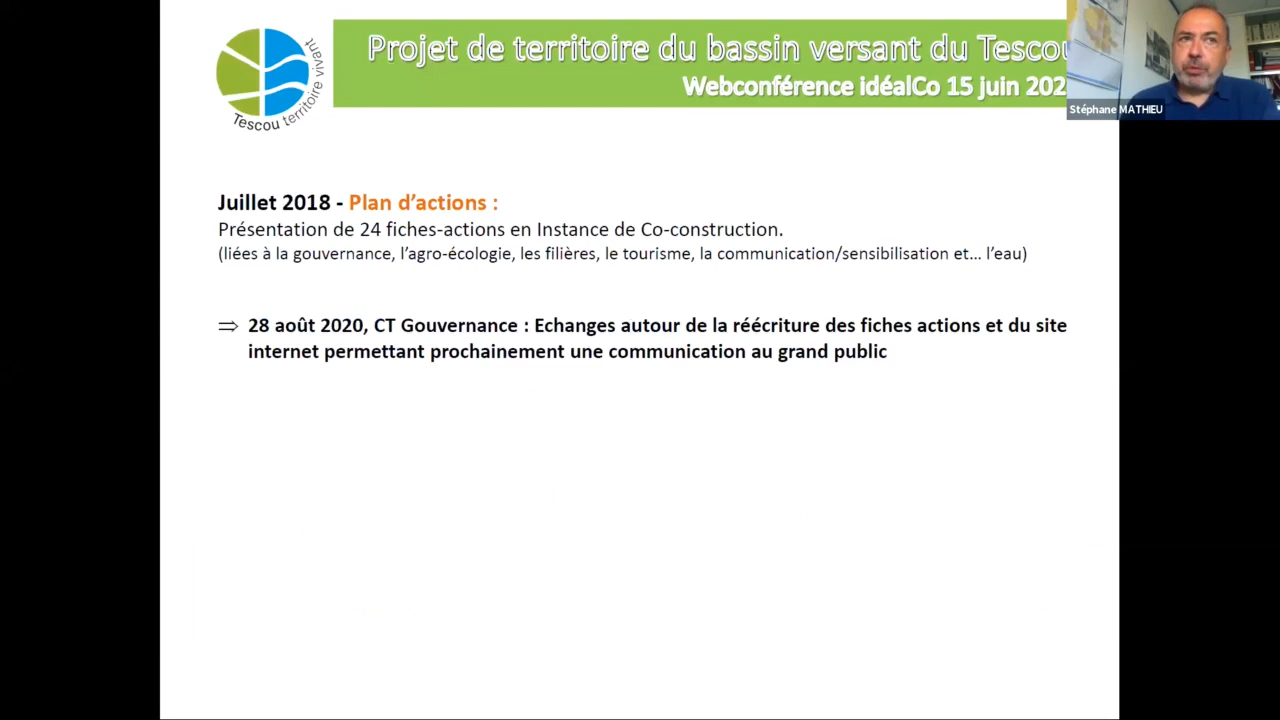 Projet de territoire du bassin versant du Tescou
Webconférence idéalCo 15 juin 202
Stéphane MATHIEU
Tescou territoire vivant
Juillet 2018 - Plan d’actions :
Présentation de 24 fiches-actions en Instance de Co-construction.
(liées à la gouvernance, l’agro-écologie, les filières, le tourisme, la communication/sensibilisation et... l’eau)
⇒ 28 août 2020, CT Gouvernance : Echanges autour de la réécriture des fiches actions et du site
internet permettant prochainement une communication au grand public